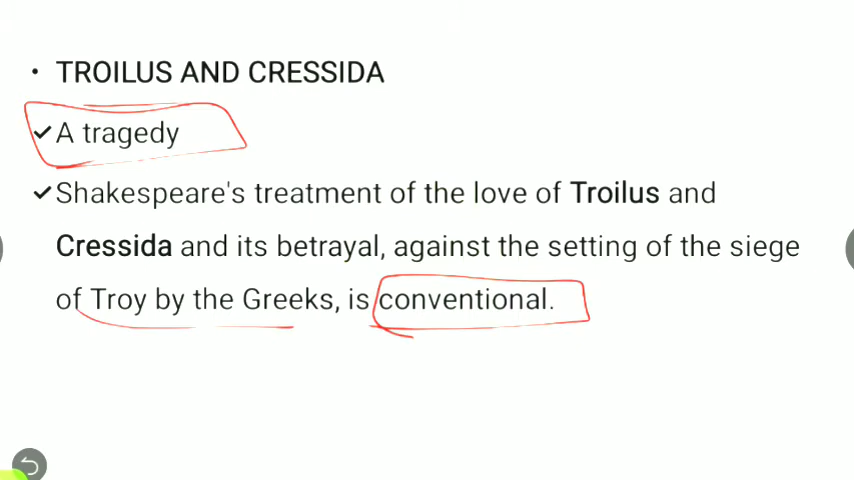 • TROILUS AND CRESSIDA
✓ A tragedy
✓ Shakespeare's treatment of the love of Troilus and
Cressida and its betrayal, against the setting of the siege
of Troy by the Greeks, is conventional.